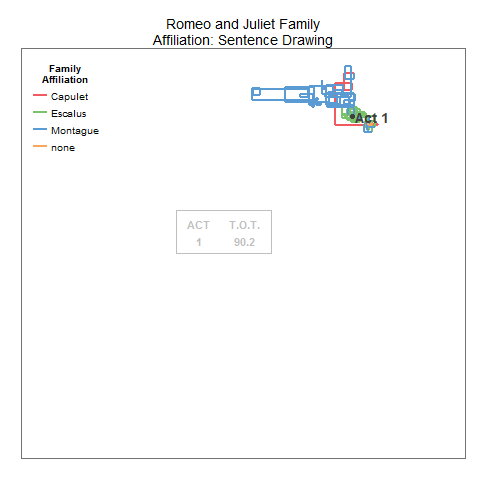 Romeo and Juliet Family
Affiliation: Sentence Drawing
Family
Affiliation
Capulet
Escalus
Montague
none
Act 1
ACT T.O.T.
1 90.2